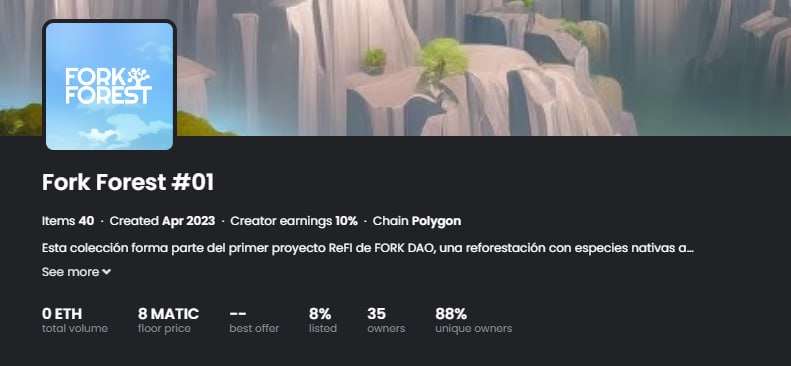 FORK
FOREST
Fork Forest #01
Items 40 · Created Apr 2023 · Creator earnings 10% · Chain Polygon
Esta colección forma parte del primer proyecto ReFI de FORK DAO, una reforestación con especies nativas a...
See more
0 ETH 8 MATIC -- 8% 35 88%
total volume floor price best offer listed owners unique owners